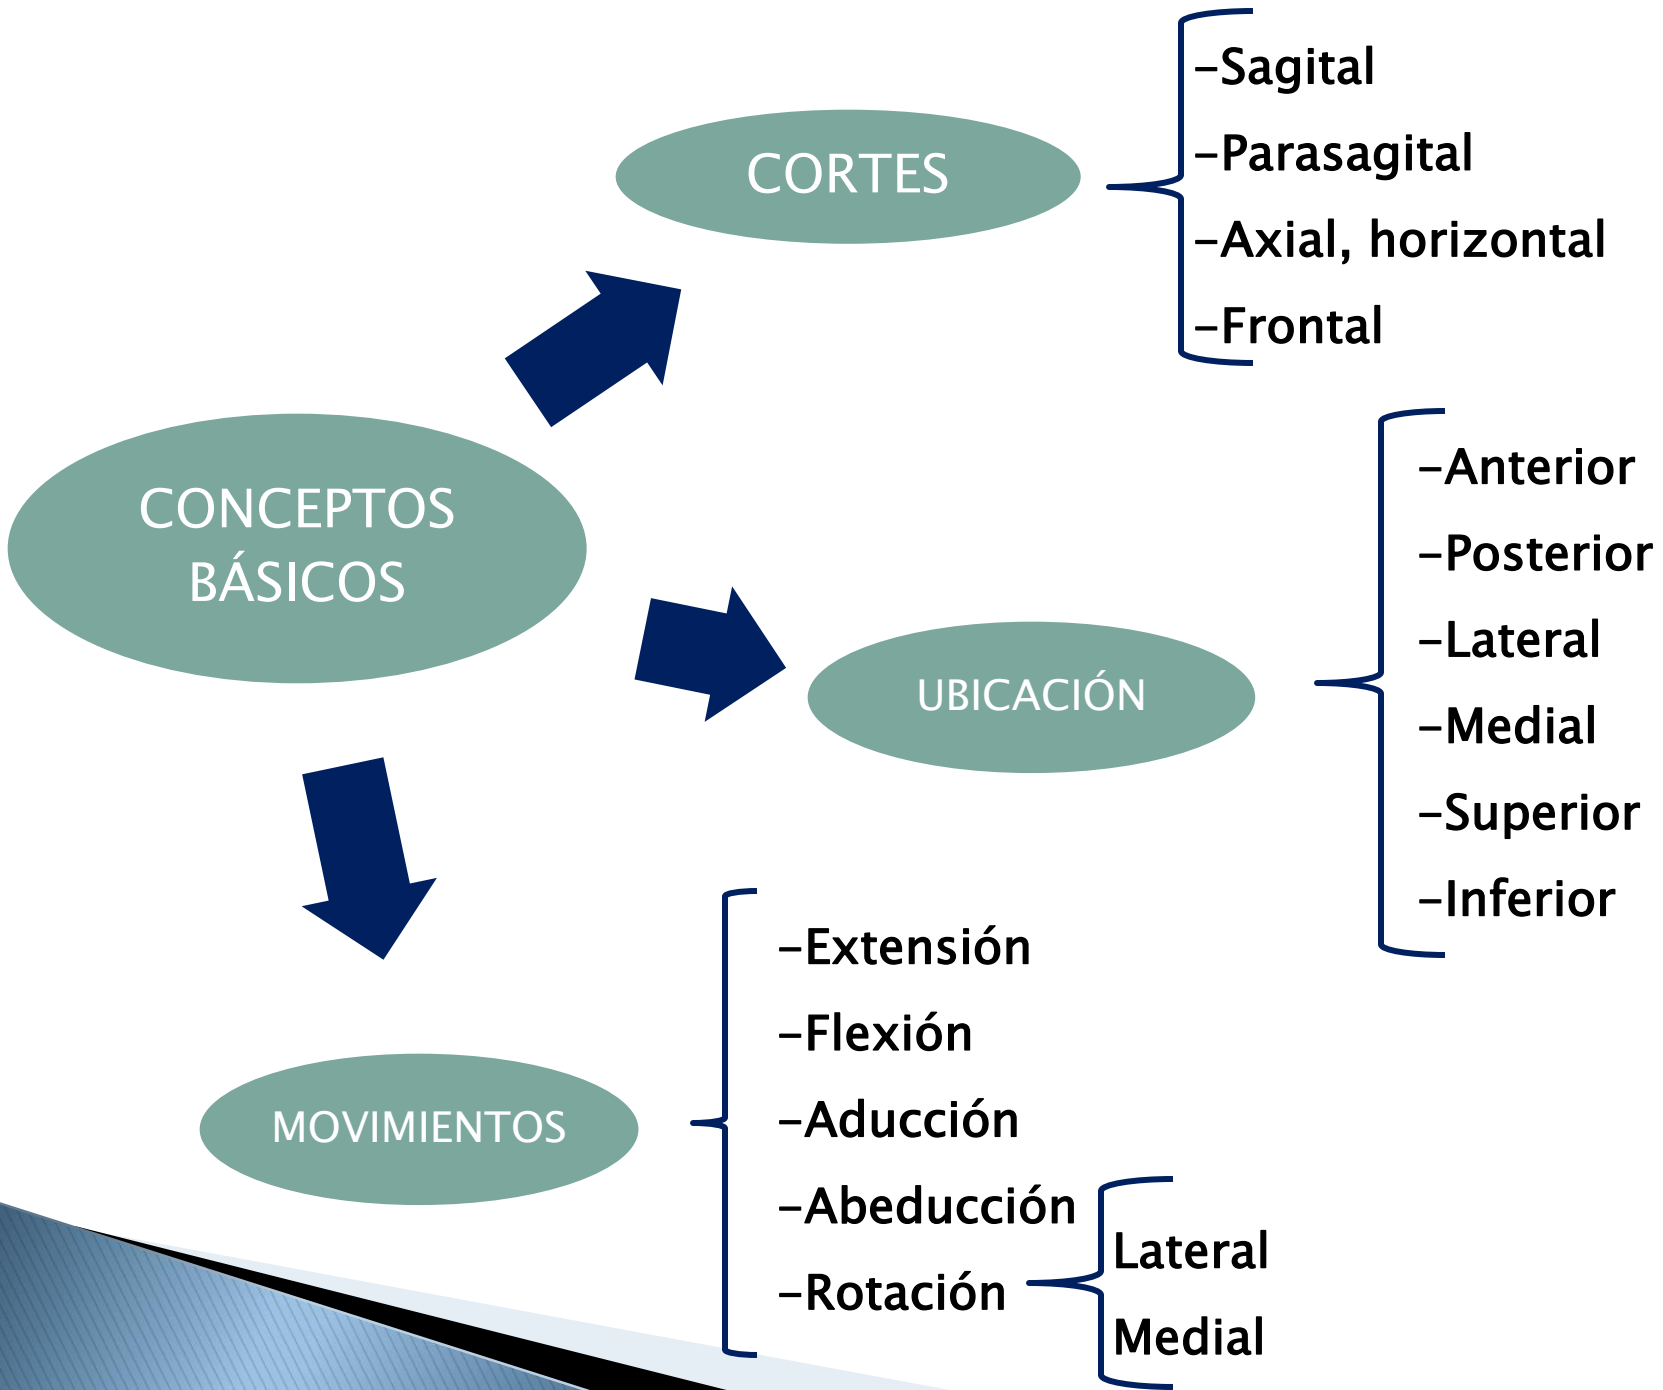 CORTES
-Sagital
-Parasagital
-Axial, horizontal
-Frontal
CONCEPTOS
BÁSICOS
UBICACIÓN
-Anterior
-Posterior
-Lateral
-Medial
-Superior
-Inferior
MOVIMIENTOS
-Extensión
-Flexión
-Aducción
-Abeducción
-Rotación
Lateral
Medial